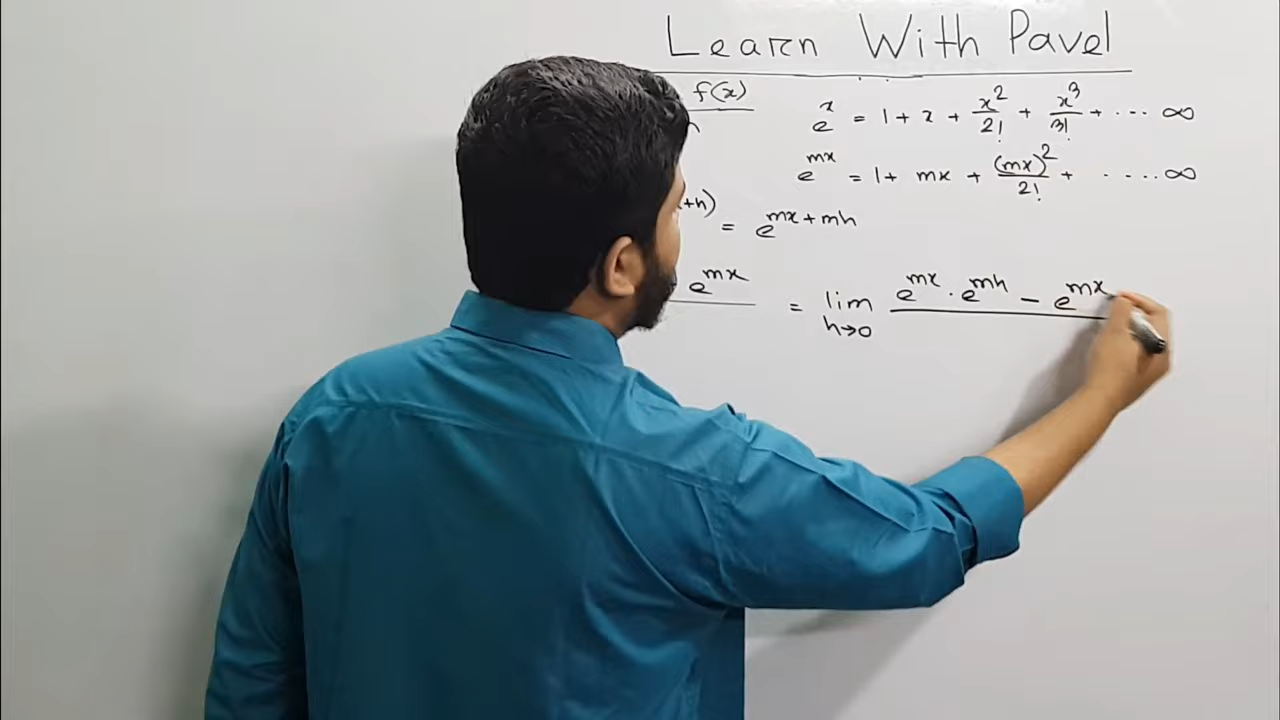 Learn With Pavel
f(x)
h
e^x = 1 + x + x^2/2! + x^3/3! + ... ∞
e^mx = 1 + mx + (mx)^2/2! + .... ∞
+h) = e^mx+mh
e^mx = lim h→0 e^mx · e^mh − e^mx